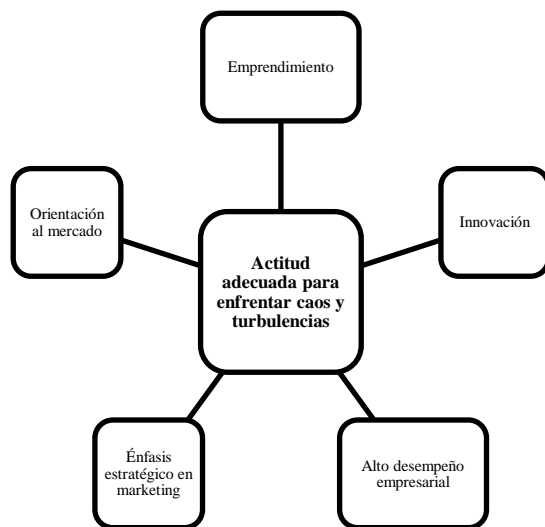 Emprendimiento
Orientación
al mercado
Innovación
Actitud
adecuada para
enfrentar caos y
turbulencias
Énfasis
estratégico en
marketing
Alto desempeño
empresarial